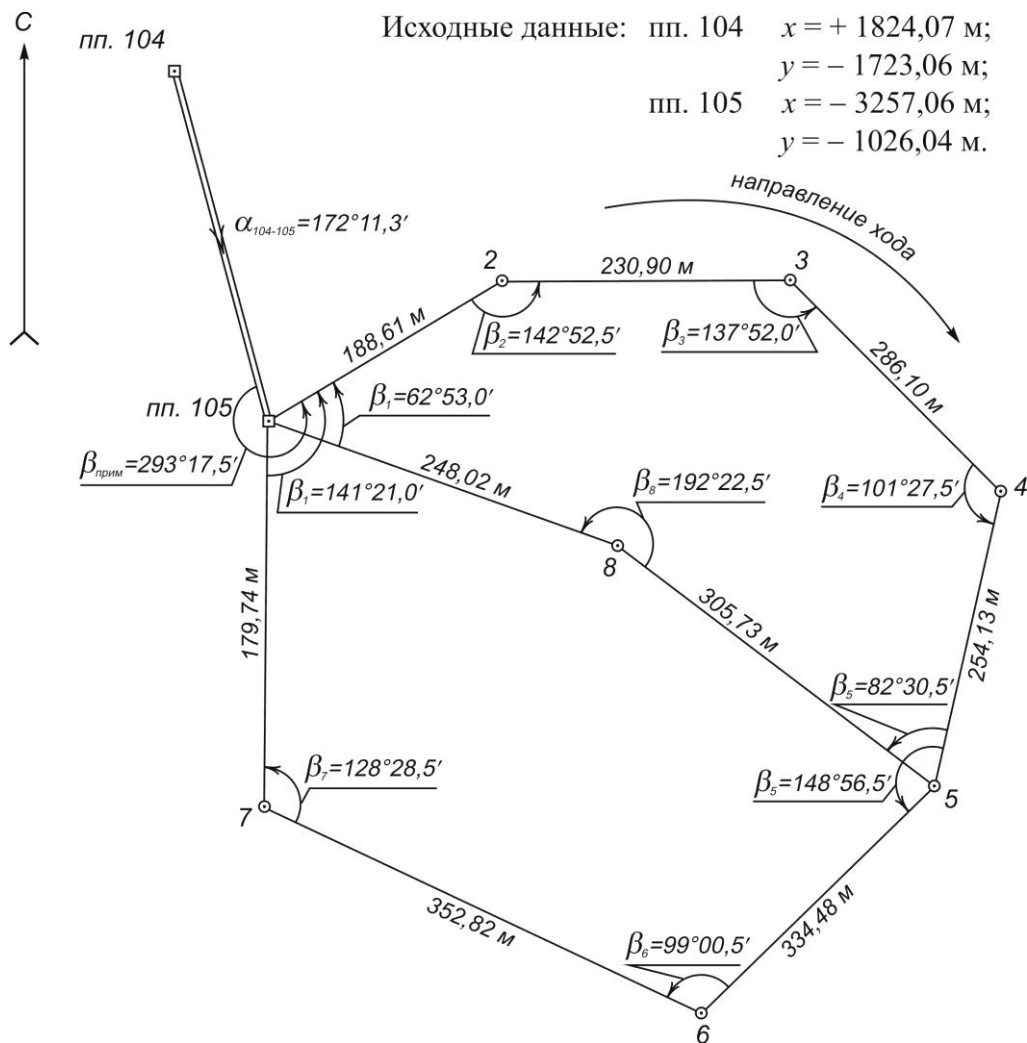 С
пп. 104
Исходные данные: пп. 104 x = + 1824,07 м;
y = – 1723,06 м;
пп. 105 x = – 3257,06 м;
y = – 1026,04 м.
направление хода
α104-105=172°11,3′
2
230,90 м
3
188,61 м
β2=142°52,5′
β3=137°52,0′
286,10 м
пп. 105
β1=62°53,0′
βприм=293°17,5′
β1=141°21,0′
248,02 м
β8=192°22,5′
β4=101°27,5′
4
8
179,74 м
305,73 м
254,13 м
β5=82°30,5′
β7=128°28,5′
β5=148°56,5′
5
7
352,82 м
334,48 м
β6=99°00,5′
6